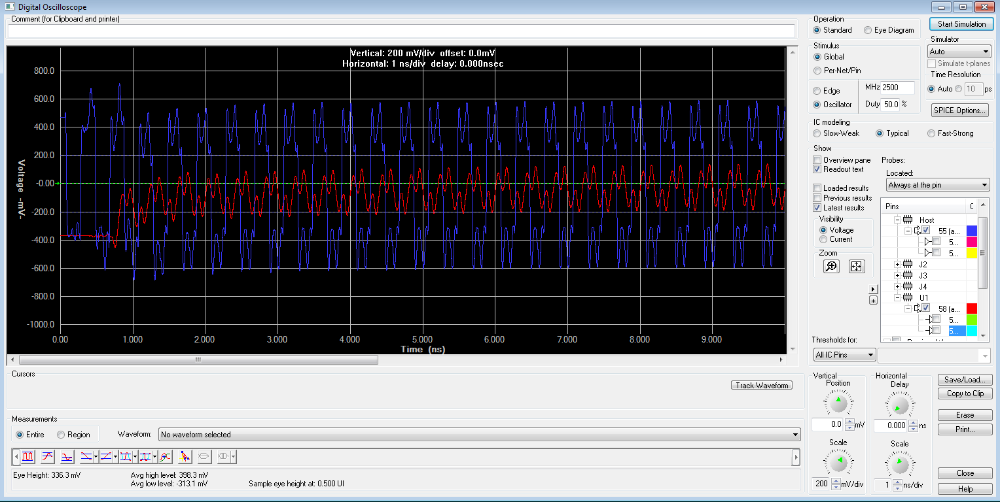 Digital Oscilloscope
Comment (for Clipboard and printer)
Vertical: 200 mV/div offset: 0.0mV
Horizontal: 1 ns/div delay: 0.000nsec
800.0
600.0
400.0
200.0
-0.00
-200.0
-400.0
-600.0
-800.0
-1000.0
Voltage -mV-
0.00 1.000 2.000 3.000 4.000 5.000 6.000 7.000 8.000 9.000
Time (ns)
Cursors
Track Waveform
Measurements
Entire Region
Waveform: No waveform selected
Eye Height: 336.3 mV
Avg high level: 398.3 mV
Avg low level: -313.1 mV
Sample eye height at: 0.500 UI
Operation
Standard Eye Diagram
Start Simulation
Stimulus
Global
Per-Net/Pin
Simulator
Auto
Simulate t-planes
Time Resolution
Auto 10 ps
Edge
Oscillator
MHz 2500
Duty 50.0 %
SPICE Options...
IC modeling
Slow-Weak Typical Fast-Strong
Show
Overview pane
Readout text
Loaded results
Previous results
Latest results
Probes:
Located:
Always at the pin
Visibility
Voltage
Current
Zoom
Pins
Host
55 (a...
5...
5...
J2
J3
J4
U1
58 (a...
5...
5...
Thresholds for:
All IC Pins
Vertical
Position
0.0 mV
Scale
200 mV/div
Horizontal
Delay
0.000 ns
Scale
1 ns/div
Save/Load...
Copy to Clip
Erase
Print...
Close
Help